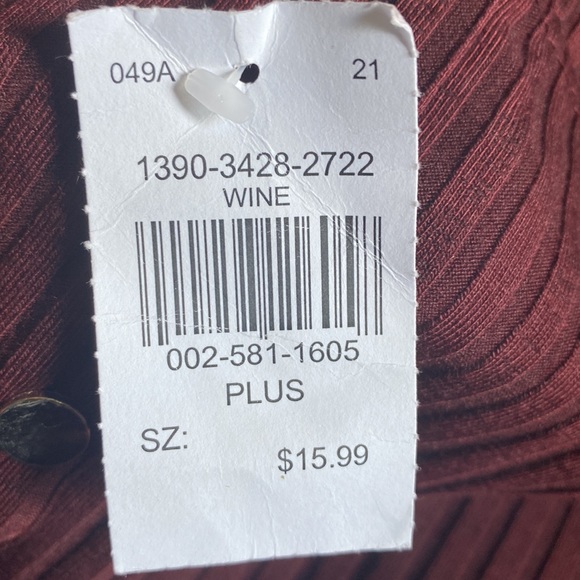 049A 21
1390-3428-2722
WINE
002-581-1605
PLUS
SZ:
$15.99